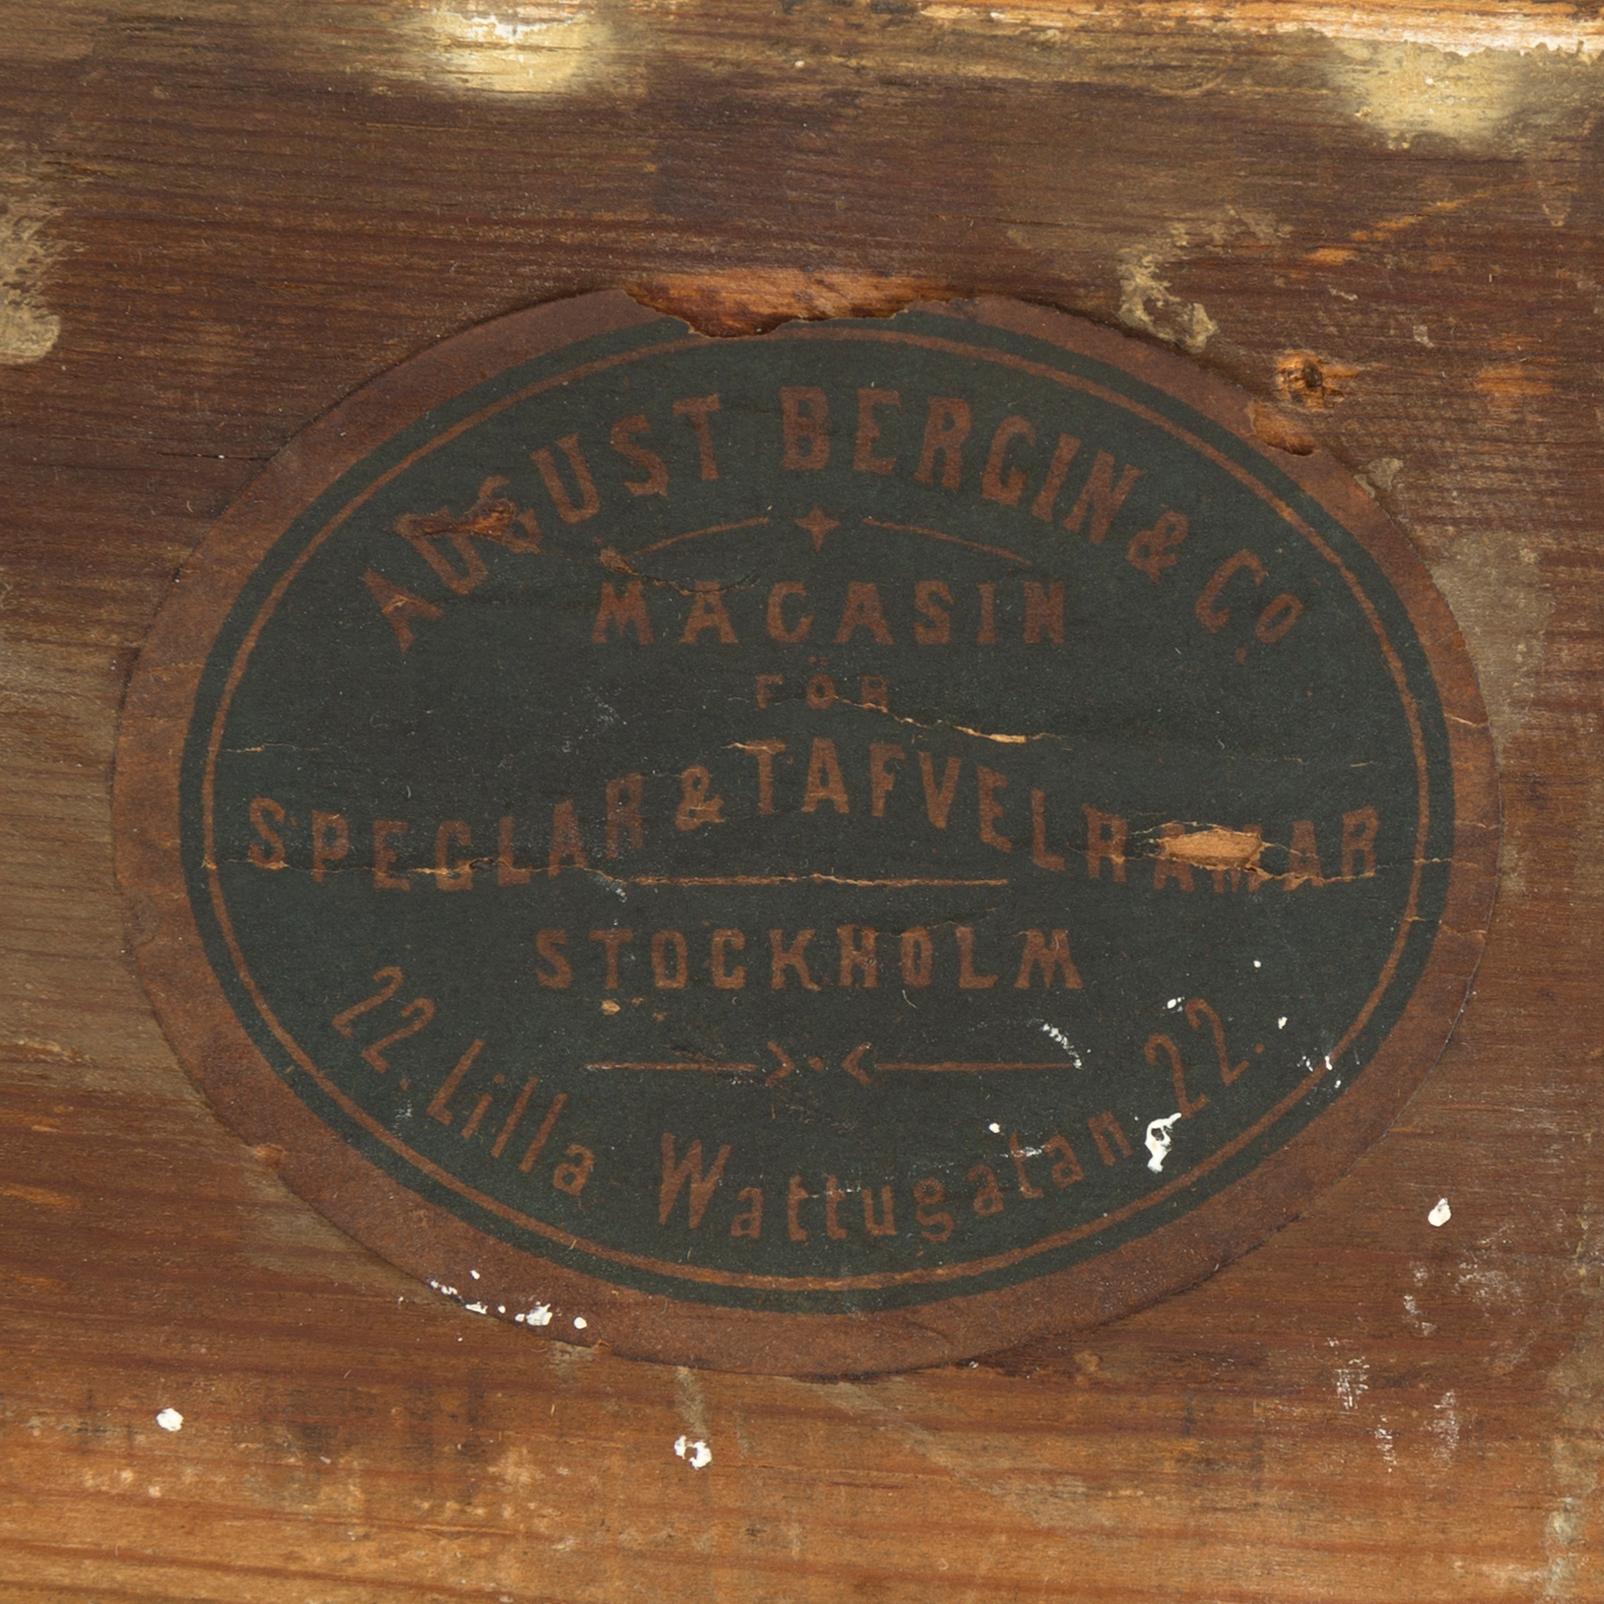 AUGUST BERGIN & Co.
MAGASIN
FÖR
SPEGLAR & TAFVELRAMAR
STOCKHOLM
22. Lilla Wattugatan 22.